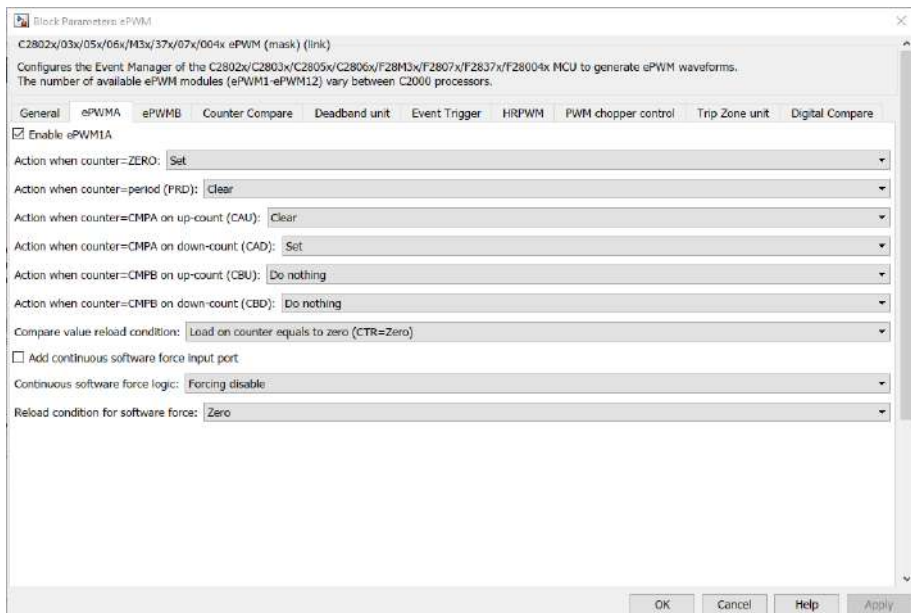 Block Parameters: ePWM
C2802x/03x/05x/06x/M3x/37x/07x/004x ePWM (mask) (link)
Configures the Event Manager of the C2802x/C2803x/C2805x/C2806x/F28M3x/F2807x/F2837x/F28004x MCU to generate ePWM waveforms.
The number of available ePWM modules (ePWM1-ePWM12) vary between C2000 processors.
General ePWMA ePWMB Counter Compare Deadband unit Event Trigger HRPWM PWM chopper control Trip Zone unit Digital Compare
Enable ePWM1A
Action when counter=ZERO: Set
Action when counter=period (PRD): Clear
Action when counter=CMPA on up-count (CAU): Clear
Action when counter=CMPA on down-count (CAD): Set
Action when counter=CMPB on up-count (CBU): Do nothing
Action when counter=CMPB on down-count (CBD): Do nothing
Compare value reload condition: Load on counter equals to zero (CTR=Zero)
Add continuous software force input port
Continuous software force logic: Forcing disable
Reload condition for software force: Zero
OK Cancel Help Apply